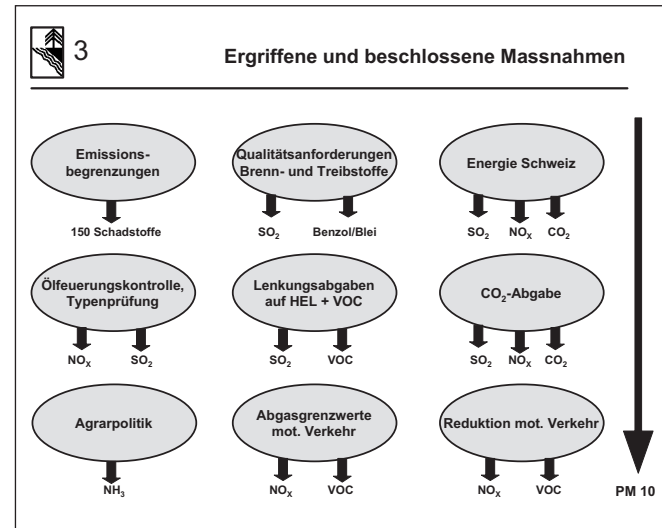 3
Ergriffene und beschlossene Massnahmen
Emissions-
begrenzungen
150 Schadstoffe
Qualitätsanforderungen
Brenn- und Treibstoffe
SO₂ Benzol/Blei
Energie Schweiz
SO₂ NOₓ CO₂
Ölfeuerungskontrolle,
Typenprüfung
NOₓ SO₂
Lenkungsabgaben
auf HEL + VOC
SO₂ VOC
CO₂-Abgabe
SO₂ NOₓ CO₂
Agrarpolitik
NH₃
Abgasgrenzwerte
mot. Verkehr
NOₓ VOC
Reduktion mot. Verkehr
NOₓ VOC
PM 10